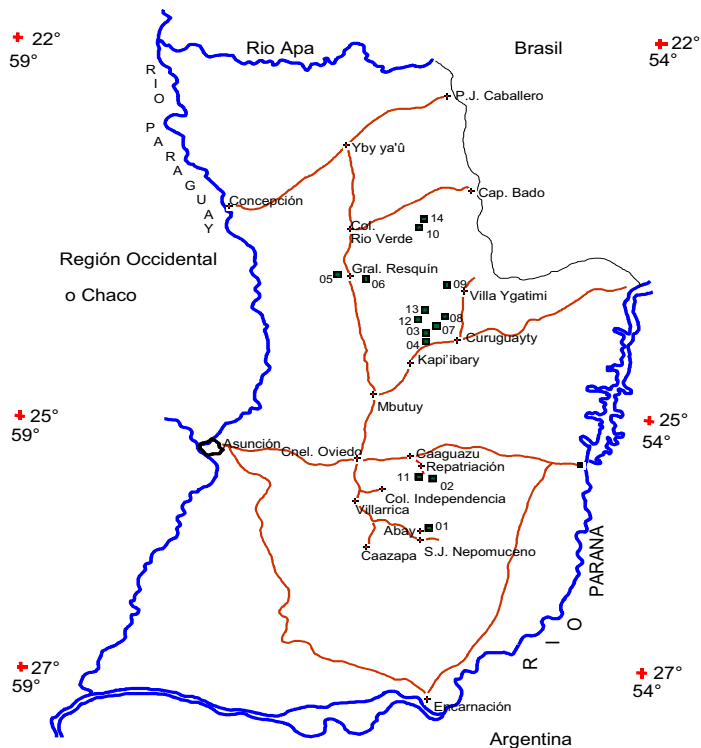 22°
59°
Rio Apa
Brasil
22°
54°
RIO PARAGUAY
P.J. Caballero
Yby ya'û
Cap. Bado
Concepción
14
10
Col.
Rio Verde
Región Occidental
o Chaco
05
Gral. Resquín
06
09
Villa Ygatimi
13
12
08
03
07
04
Curuguayty
Kapi'ibary
Mbutuy
25°
59°
25°
54°
Asunción
Cnel. Oviedo
Caaguazu
Repatriación
11
02
Col. Independencia
Villarrica
01
Abay
S.J. Nepomuceno
Caazapa
RIO PARANA
27°
59°
27°
54°
Encarnación
Argentina